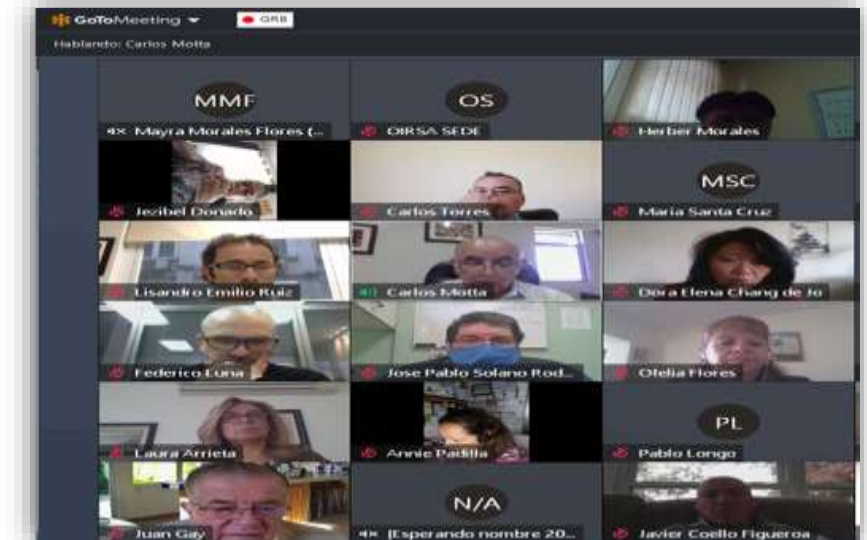 GoToMeeting
GRB
Hablando: Carlos Motta
MMF
Mayra Morales Flores (...
OS
OIRSA SEDE
Herber Morales
Jezibel Donado
Carlos Torres
MSC
Maria Santa Cruz
Lisandro Emilio Ruiz
Carlos Motta
Dora Elena Chang de Jo
Federico Luna
Jose Pablo Solano Rod...
Ofelia Flores
Laura Arrieta
Annie Padilla
PL
Pablo Longo
Juan Gay
N/A
[Esperando nombre 20...
Javier Coello Figueroa